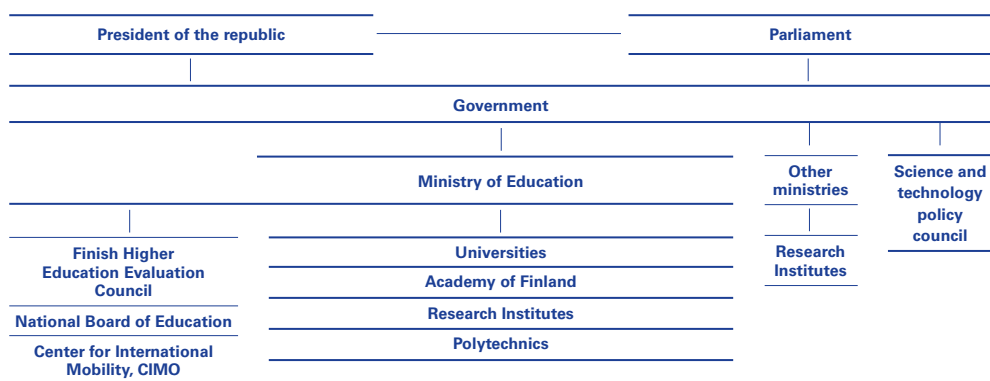 President of the republic
Parliament
Government
Ministry of Education
Other
ministries
Science and
technology
policy
council
Finish Higher
Education Evaluation
Council
National Board of Education
Center for International
Mobility, CIMO
Universities
Academy of Finland
Research Institutes
Polytechnics
Research
Institutes